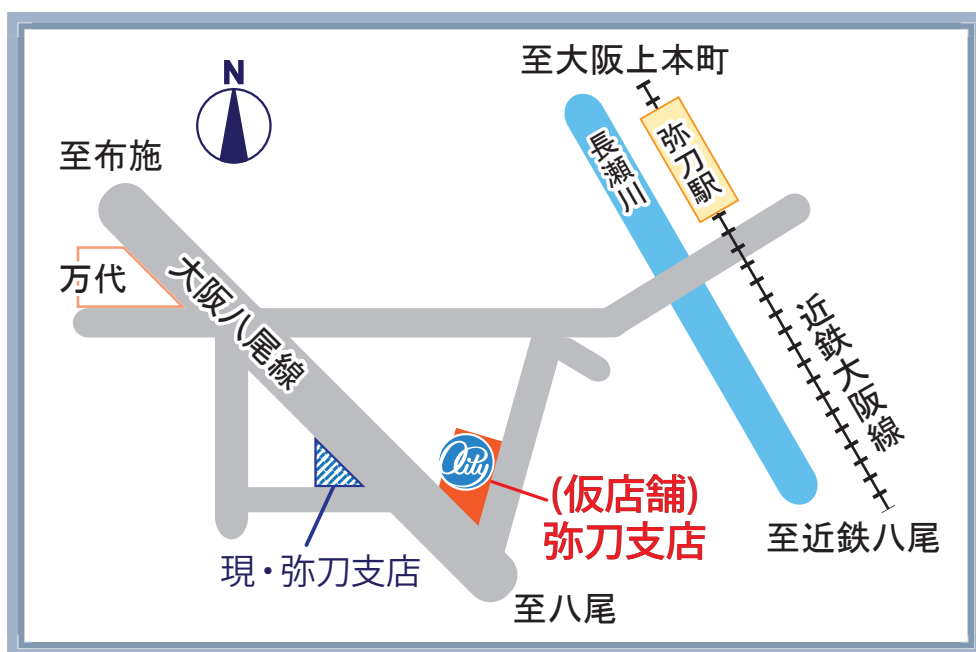 至大阪上本町
N
至布施
長瀬川
弥刀駅
万代
大阪八尾線
近鉄大阪線
City
(仮店舗)
弥刀支店
至近鉄八尾
現・弥刀支店
至八尾